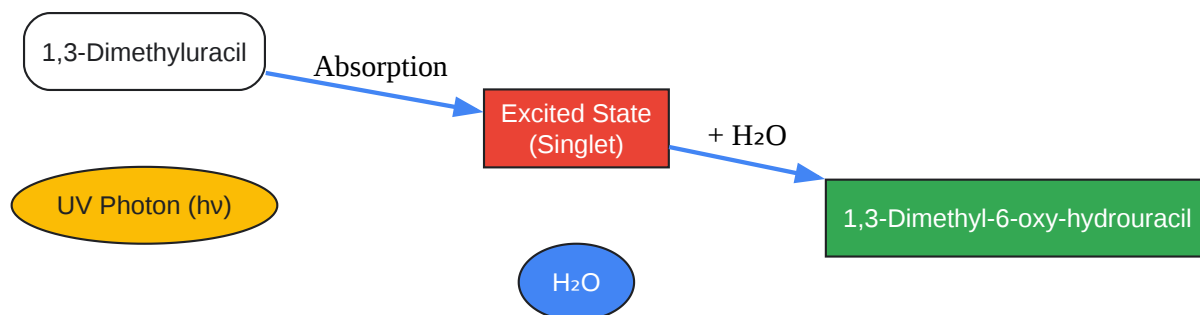 1,3-Dimethyluracil
Absorption
Excited State
(Singlet)
+ H₂O
UV Photon (hν)
1,3-Dimethyl-6-oxy-hydrouracil
H₂O